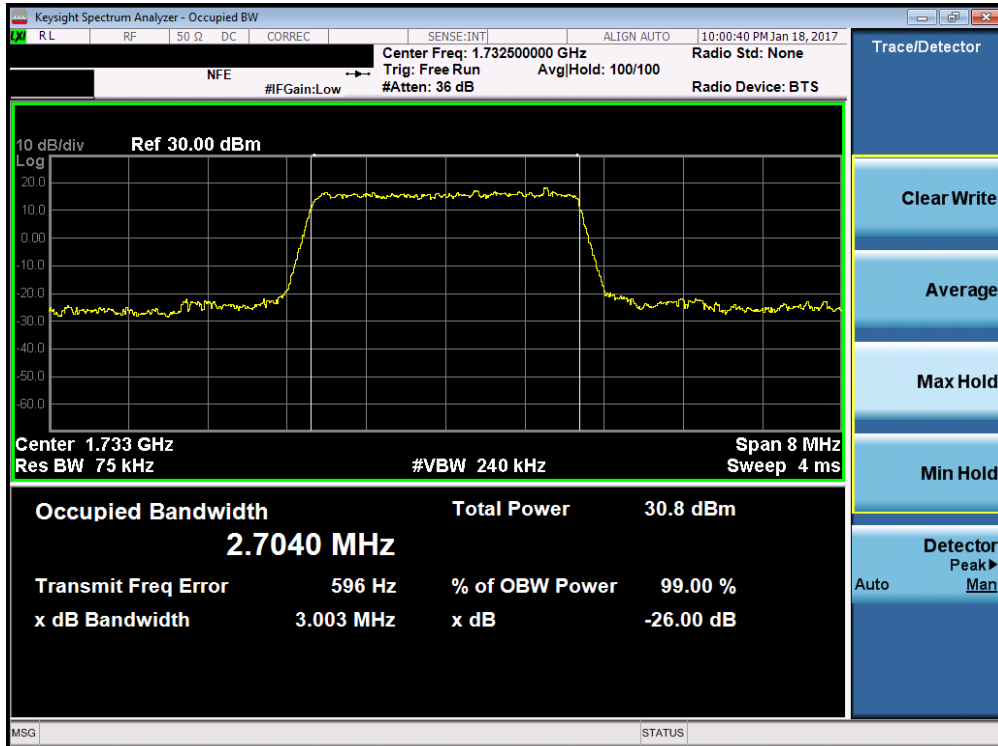 Keysight Spectrum Analyzer - Occupied BW
LXI RL RF 50 Ω DC CORREC SENSE:INT ALIGN AUTO 10:00:40 PM Jan 18, 2017
Center Freq: 1.732500000 GHz Radio Std: None
NFE Trig: Free Run Avg|Hold: 100/100
#IFGain:Low #Atten: 36 dB Radio Device: BTS
10 dB/div Ref 30.00 dBm
Log
20.0
10.0
0.00
-10.0
-20.0
-30.0
-40.0
-50.0
-60.0
Center 1.733 GHz Span 8 MHz
Res BW 75 kHz #VBW 240 kHz Sweep 4 ms
Occupied Bandwidth Total Power 30.8 dBm
2.7040 MHz
Transmit Freq Error 596 Hz % of OBW Power 99.00 %
x dB Bandwidth 3.003 MHz x dB -26.00 dB
MSG STATUS
Trace/Detector
Clear Write
Average
Max Hold
Min Hold
Detector
Peak▶
Auto Man